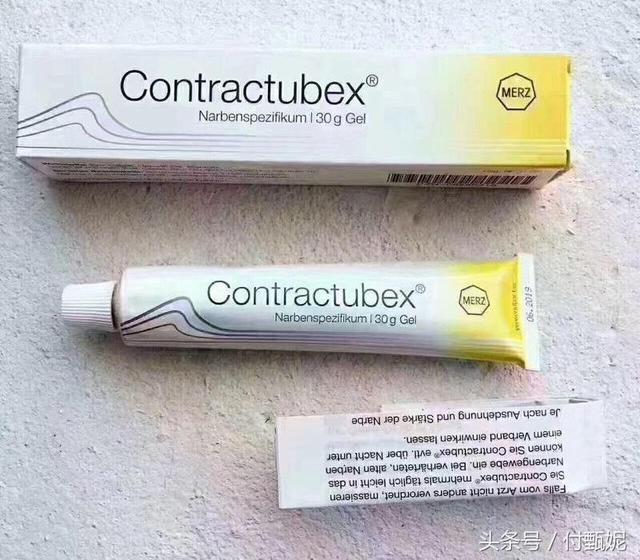 Contractubex®
Narbenspezifikum | 30 g Gel
MERZ
Contractubex®
Narbenspezifikum | 30 g Gel
MERZ
06.2019
Falls vom Arzt nicht anders verordnet, massieren
Sie Contractubex® mehrmals täglich leicht in das
Narbengewebe ein. Bei verhärteten, alten Narben
können Sie Contractubex® evtl. über Nacht unter
einem Verband einwirken lassen.
Je nach Ausdehnung und Stärke der Narbe
头条号 / 付甄妮